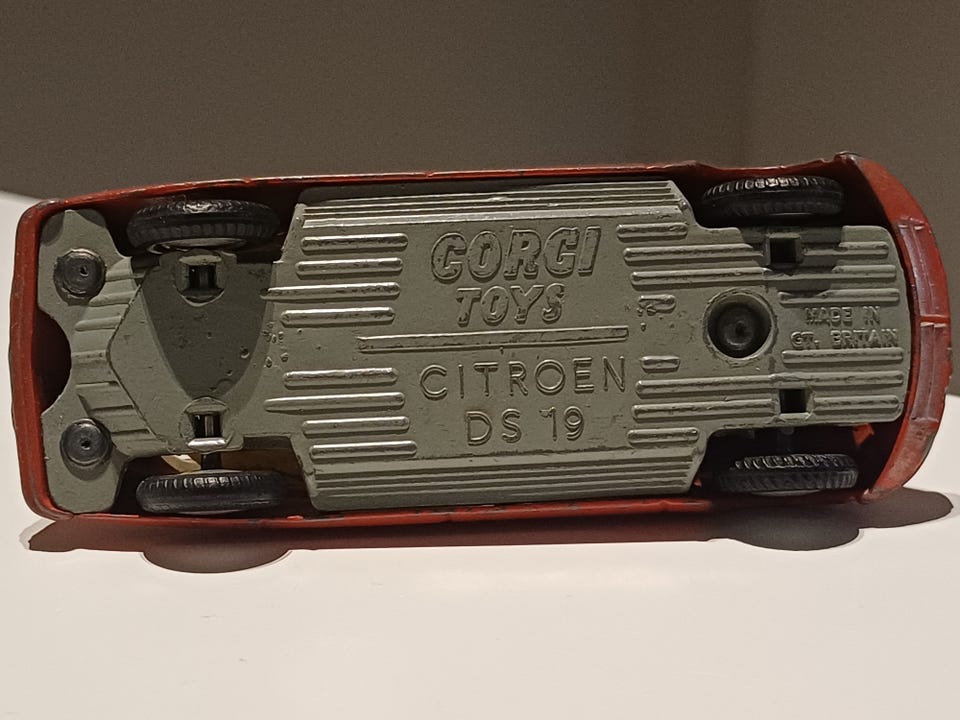 CORGI
TOYS
CITROEN
DS 19
MADE IN
GT. BRITAIN